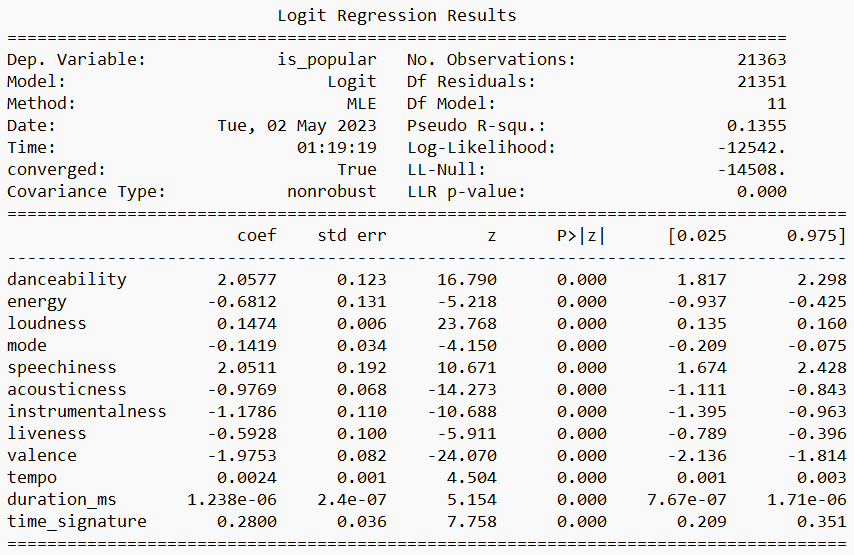 Logit Regression Results
==============================================================================
Dep. Variable: is_popular No. Observations: 21363
Model: Logit Df Residuals: 21351
Method: MLE Df Model: 11
Date: Tue, 02 May 2023 Pseudo R-squ.: 0.1355
Time: 01:19:19 Log-Likelihood: -12542.
converged: True LL-Null: -14508.
Covariance Type: nonrobust LLR p-value: 0.000
====================================================================================
coef std err z P>|z| [0.025 0.975]
------------------------------------------------------------------------------------
danceability 2.0577 0.123 16.790 0.000 1.817 2.298
energy -0.6812 0.131 -5.218 0.000 -0.937 -0.425
loudness 0.1474 0.006 23.768 0.000 0.135 0.160
mode -0.1419 0.034 -4.150 0.000 -0.209 -0.075
speechiness 2.0511 0.192 10.671 0.000 1.674 2.428
acousticness -0.9769 0.068 -14.273 0.000 -1.111 -0.843
instrumentalness -1.1786 0.110 -10.688 0.000 -1.395 -0.963
liveness -0.5928 0.100 -5.911 0.000 -0.789 -0.396
valence -1.9753 0.082 -24.070 0.000 -2.136 -1.814
tempo 0.0024 0.001 4.504 0.000 0.001 0.003
duration_ms 1.238e-06 2.4e-07 5.154 0.000 7.67e-07 1.71e-06
time_signature 0.2800 0.036 7.758 0.000 0.209 0.351
====================================================================================